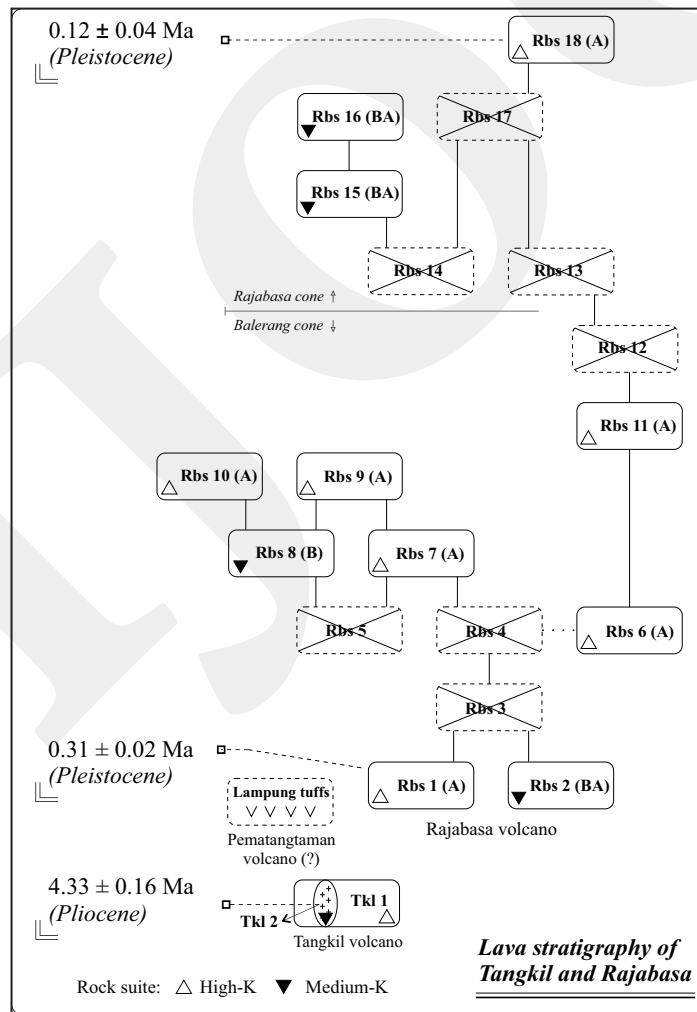 0.12 ± 0.04 Ma
(Pleistocene)
Rbs 18 (A)
Rbs 16 (BA)
Rbs 17
Rbs 15 (BA)
Rbs 14
Rbs 13
Rajabasa cone ⇧
Balerang cone ⇩
Rbs 12
Rbs 11 (A)
Rbs 10 (A)
Rbs 9 (A)
Rbs 8 (B)
Rbs 7 (A)
Rbs 5
Rbs 4
Rbs 6 (A)
Rbs 3
0.31 ± 0.02 Ma
(Pleistocene)
Rbs 1 (A)
Rbs 2 (BA)
Lampung tuffs
Rajabasa volcano
Pematangtaman
volcano (?)
4.33 ± 0.16 Ma
(Pliocene)
Tkl 1
Tkl 2
Tangkil volcano
Lava stratigraphy of
Tangkil and Rajabasa
Rock suite: △ High-K ▼ Medium-K